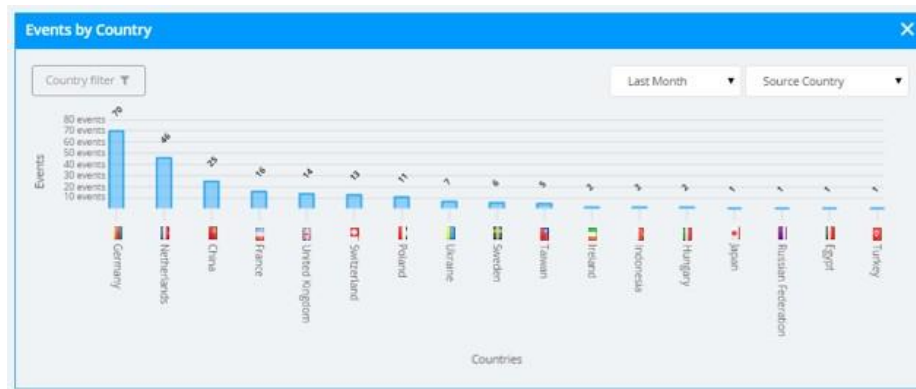 Events by Country
Country filter
Last Month
Source Country
Events
80 events
70 events
60 events
50 events
40 events
30 events
20 events
10 events
70
46
25
16
14
13
11
7
6
5
2
2
2
1
1
1
1
Germany
Netherlands
China
France
United Kingdom
Switzerland
Poland
Ukraine
Sweden
Taiwan
Ireland
Indonesia
Hungary
Japan
Russian Federation
Egypt
Turkey
Countries